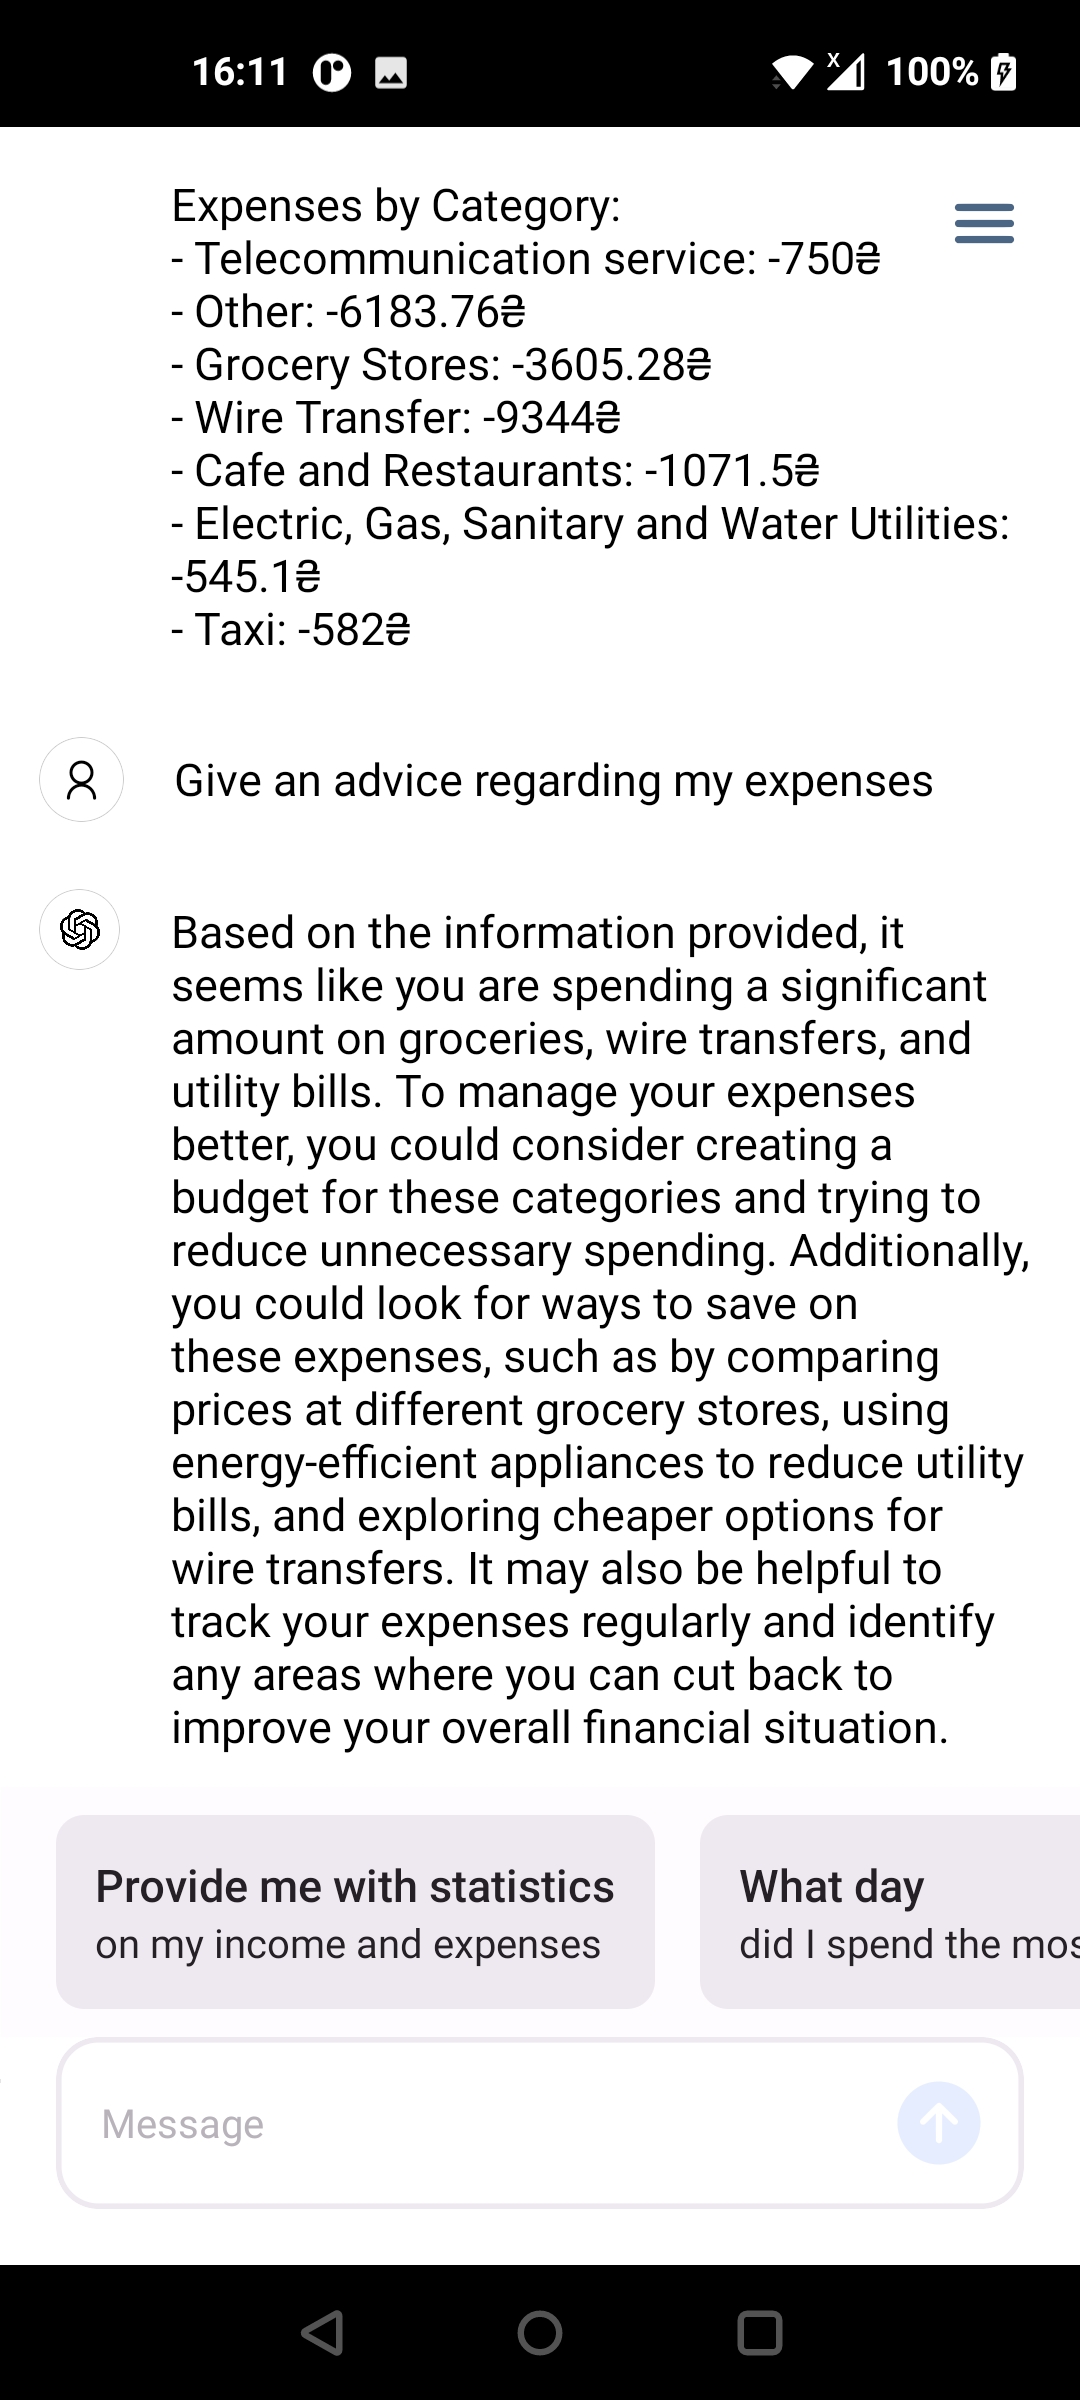 16:11
100%
Expenses by Category:
- Telecommunication service: -750₴
- Other: -6183.76₴
- Grocery Stores: -3605.28₴
- Wire Transfer: -9344₴
- Cafe and Restaurants: -1071.5₴
- Electric, Gas, Sanitary and Water Utilities:
-545.1₴
- Taxi: -582₴
Give an advice regarding my expenses
Based on the information provided, it
seems like you are spending a significant
amount on groceries, wire transfers, and
utility bills. To manage your expenses
better, you could consider creating a
budget for these categories and trying to
reduce unnecessary spending. Additionally,
you could look for ways to save on
these expenses, such as by comparing
prices at different grocery stores, using
energy-efficient appliances to reduce utility
bills, and exploring cheaper options for
wire transfers. It may also be helpful to
track your expenses regularly and identify
any areas where you can cut back to
improve your overall financial situation.
Provide me with statistics
on my income and expenses
What day
did I spend the mos
Message